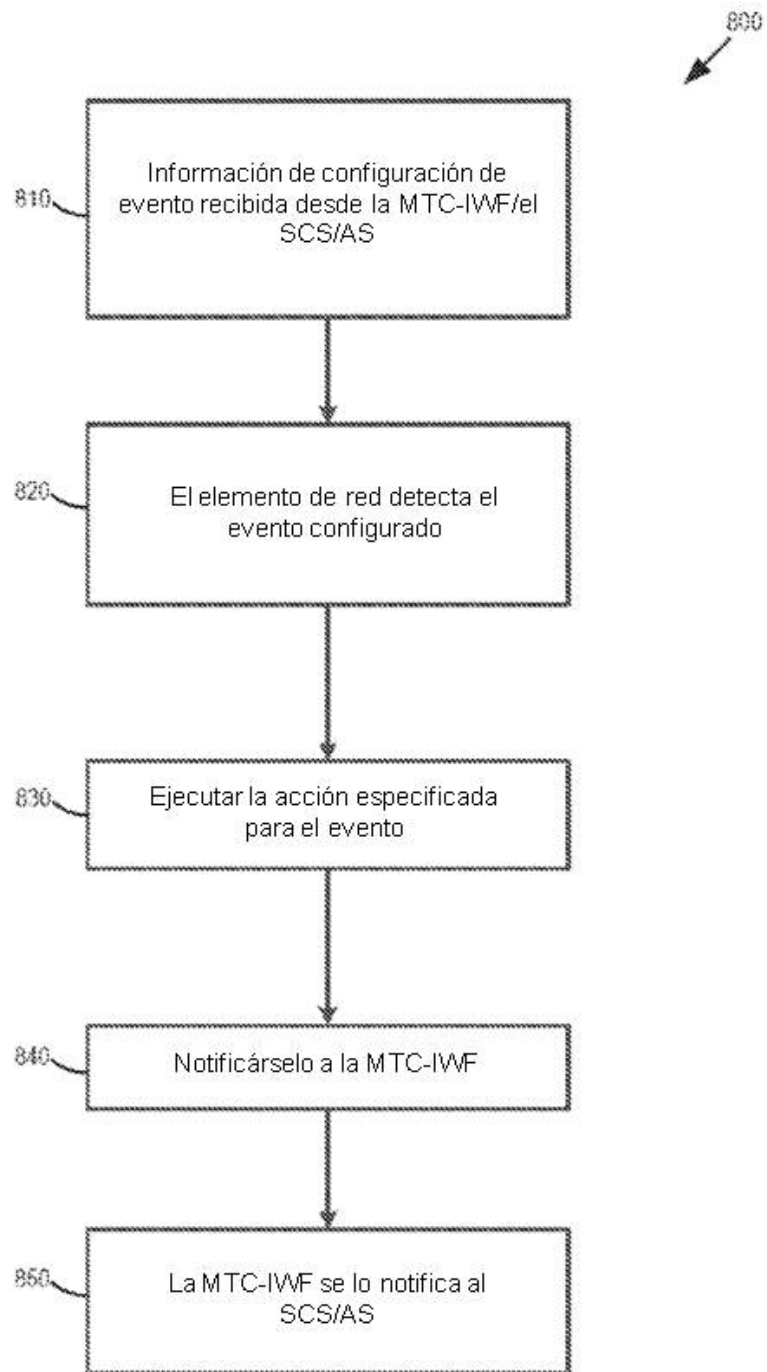 800
810
Información de configuración de
evento recibida desde la MTC-IWF/el
SCS/AS
820
El elemento de red detecta el
evento configurado
830
Ejecutar la acción especificada
para el evento
840
Notificárselo a la MTC-IWF
850
La MTC-IWF se lo notifica al
SCS/AS